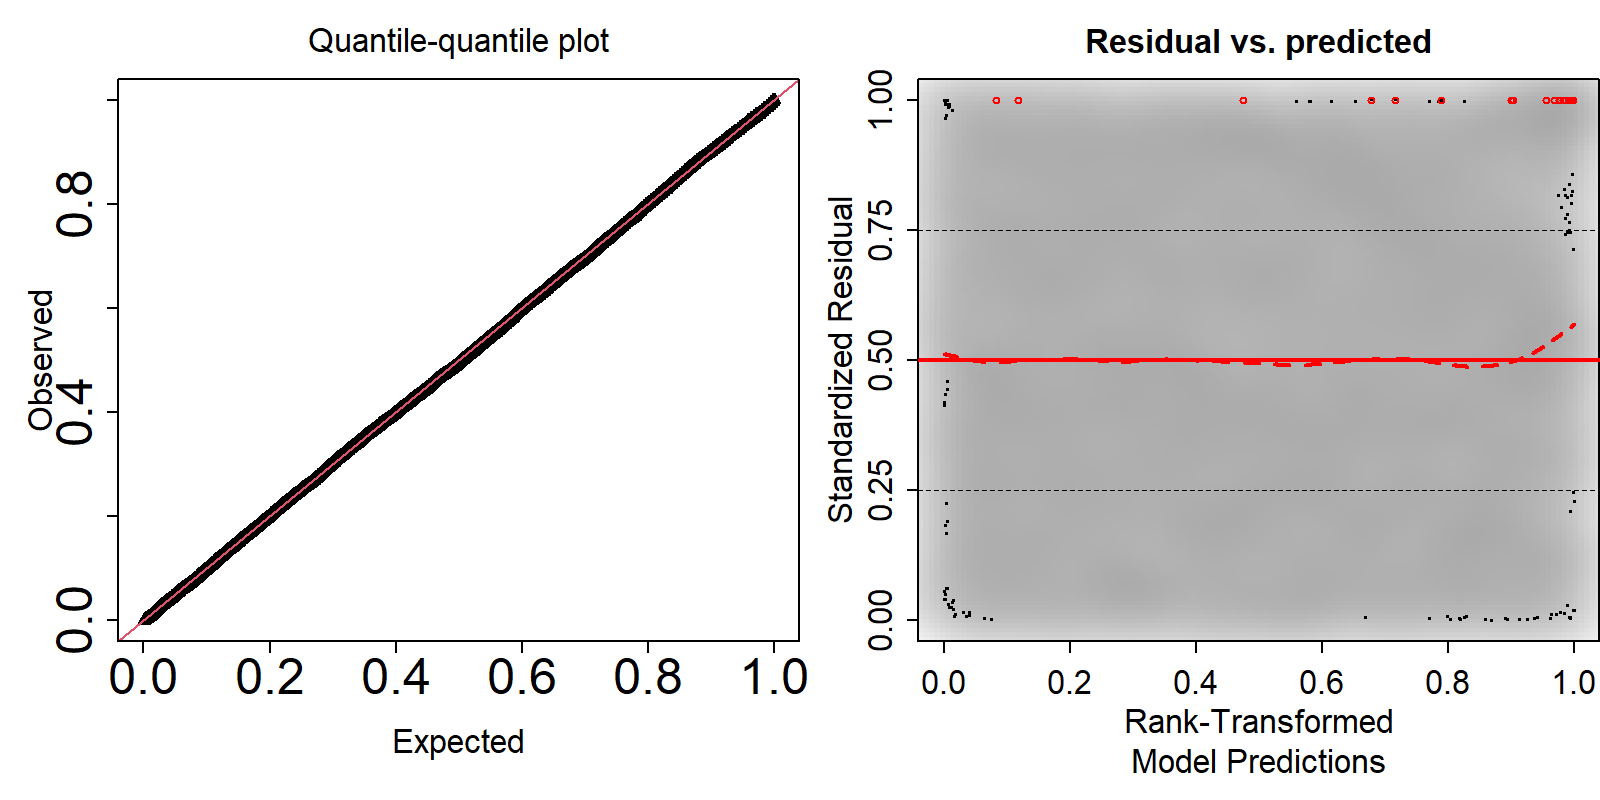 Quantile-quantile plot
Observed
0.0 0.4 0.8
0.0 0.2 0.4 0.6 0.8 1.0
Expected
Residual vs. predicted
Standardized Residual
0.00 0.25 0.50 0.75 1.00
0.0 0.2 0.4 0.6 0.8 1.0
Rank-Transformed
Model Predictions